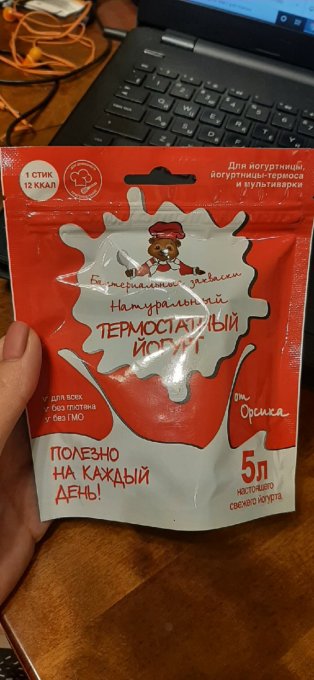 1 СТИК
12 ККАЛ
Для йогуртницы,
йогуртницы-термоса
и мультиварки
Бактериальные закваски
Натуральный
ТЕРМОСТАТНЫЙ
ЙОГУРТ
для всех
без глютена
без ГМО
от
Орсика
ПОЛЕЗНО
НА КАЖДЫЙ
ДЕНЬ!
5л
настоящего
свежего йогурта